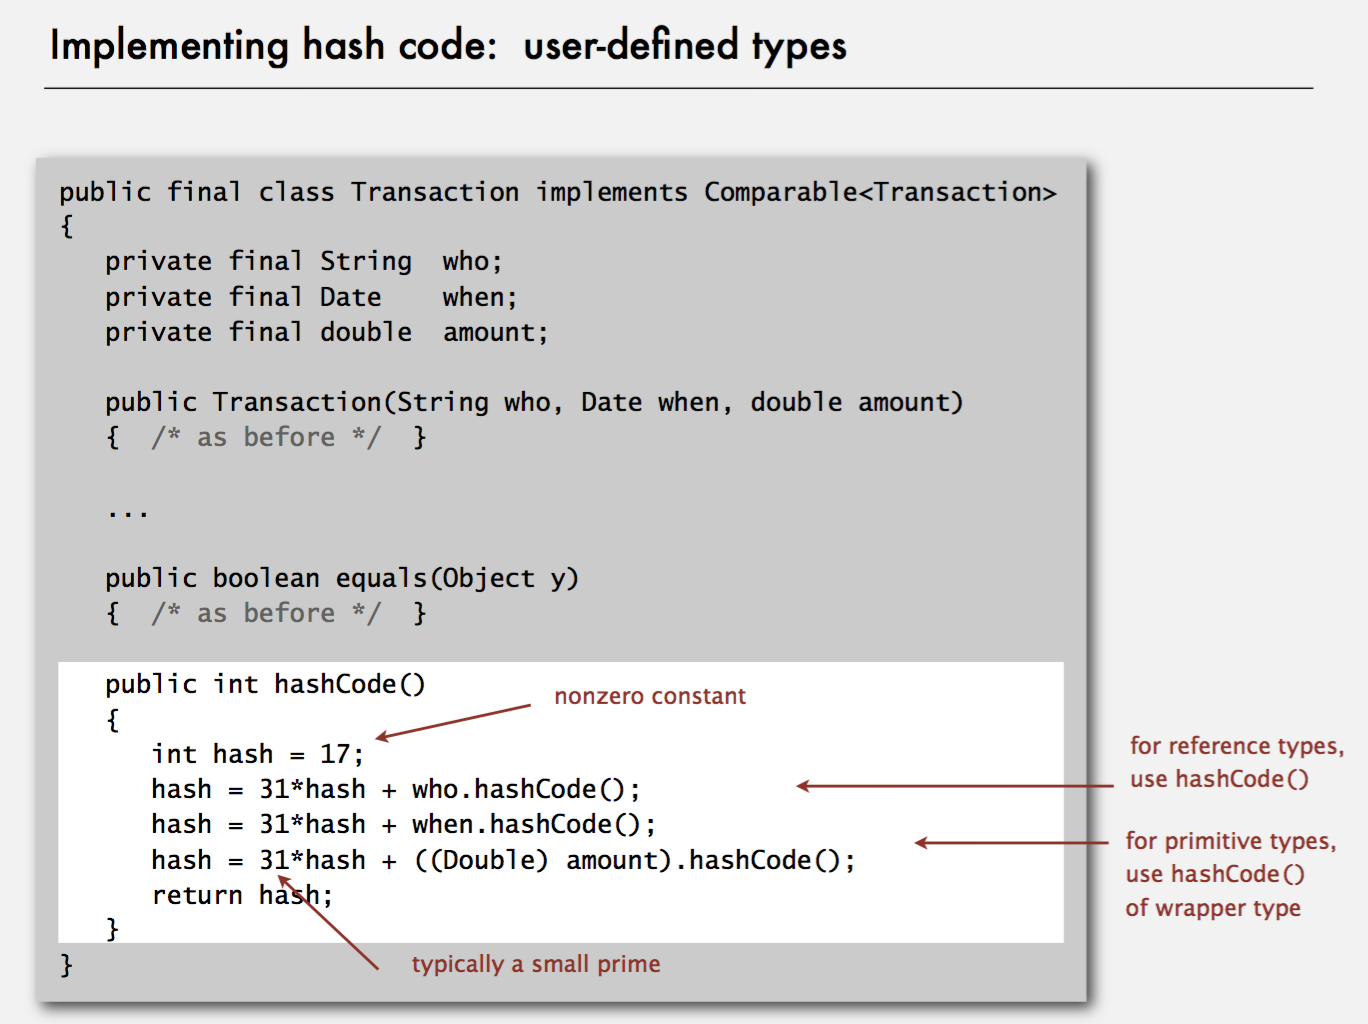 Implementing hash code: user-defined types
public final class Transaction implements Comparable<Transaction>
{
private final String who;
private final Date when;
private final double amount;
public Transaction(String who, Date when, double amount)
{ /* as before */ }
...
public boolean equals(Object y)
{ /* as before */ }
public int hashCode()
nonzero constant
{
int hash = 17;
hash = 31*hash + who.hashCode();
for reference types,
use hashCode()
hash = 31*hash + when.hashCode();
hash = 31*hash + ((Double) amount).hashCode();
for primitive types,
use hashCode()
of wrapper type
return hash;
}
typically a small prime
}